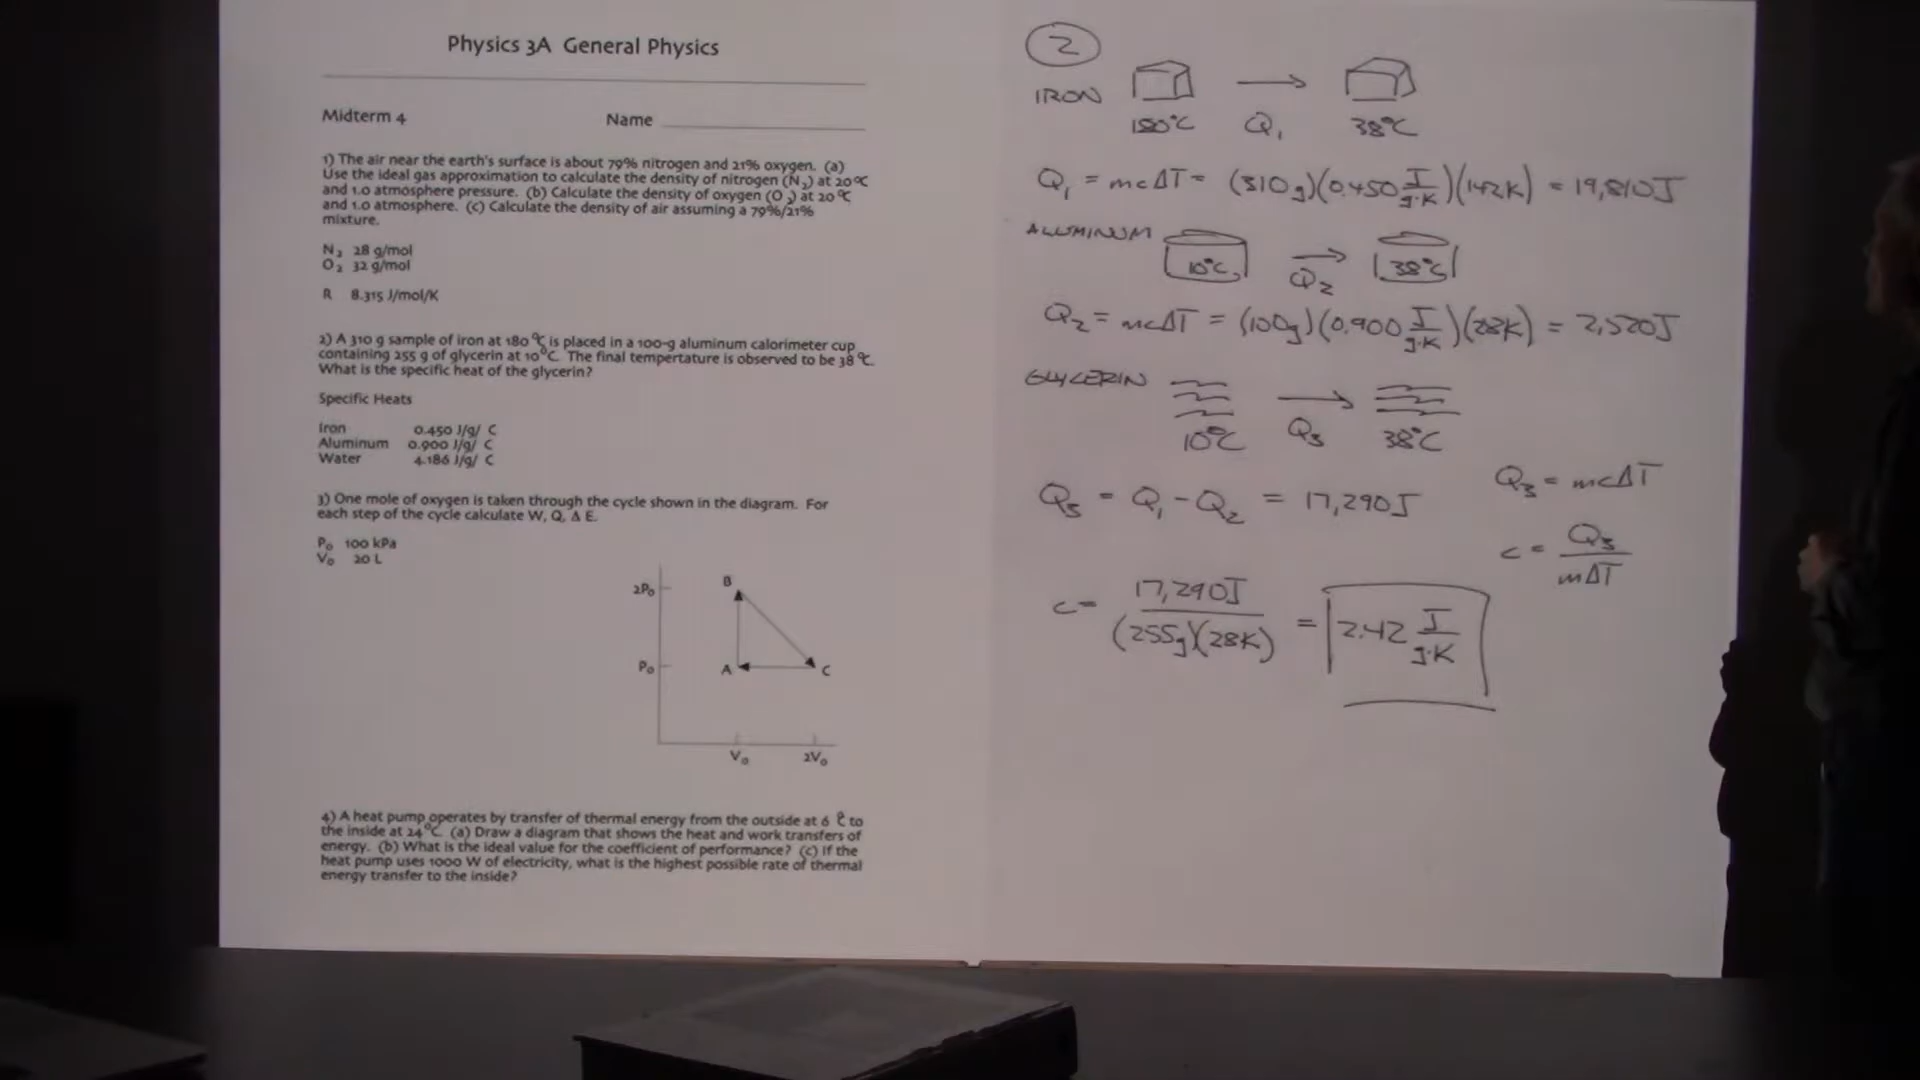 Physics 3A General Physics
Midterm 4 Name
1) The air near the earth's surface is about 79% nitrogen and 21% oxygen. (a)
Use the ideal gas approximation to calculate the density of nitrogen (N2) at 20 °C
and 1.0 atmosphere pressure. (b) Calculate the density of oxygen (O2) at 20 °C
and 1.0 atmosphere. (c) Calculate the density of air assuming a 79%/21%
mixture.
N2 28 g/mol
O2 32 g/mol
R 8.315 J/mol/K
2) A 310 g sample of iron at 180 °C is placed in a 100-g aluminum calorimeter cup
containing 255 g of glycerin at 10°C. The final tempertature is observed to be 38 °C.
What is the specific heat of the glycerin?
Specific Heats
Iron 0.450 J/g/ C
Aluminum 0.900 J/g/ C
Water 4.186 J/g/ C
3) One mole of oxygen is taken through the cycle shown in the diagram. For
each step of the cycle calculate W, Q, Δ E.
P0 100 kPa
V0 20 L
2P0
B
P0
A
C
V0
2V0
4) A heat pump operates by transfer of thermal energy from the outside at 6 °C to
the inside at 24°C. (a) Draw a diagram that shows the heat and work transfers of
energy. (b) What is the ideal value for the coefficient of performance? (c) If the
heat pump uses 1000 W of electricity, what is the highest possible rate of thermal
energy transfer to the inside?
2
IRON → 
180°C Q1 38°C
Q1 = mcΔT = (310g)(0.450 J/g·K)(142K) = 19,810J
ALUMINUM 10°C → 38°C
Q2
Q2 = mcΔT = (100g)(0.900 J/g·K)(28K) = 2,520J
GLYCERIN →
10°C Q3 38°C
Q3 = Q1 - Q2 = 17,290J
Q3 = mcΔT
c = Q3/mΔT
c = 17,290J/(255g)(28K) = 2.42 J/g·K